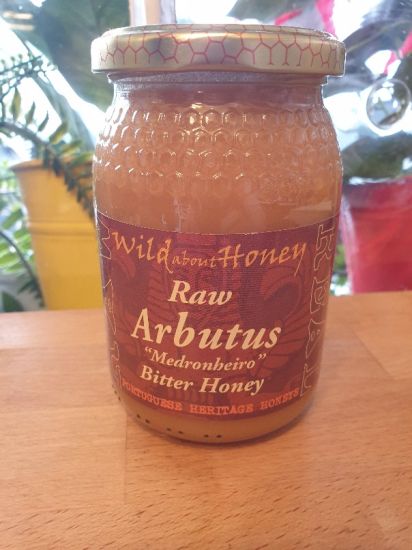 Wild about Honey
Raw
Arbutus
"Medronheiro"
Bitter Honey
PORTUGUESE HERITAGE HONEYS